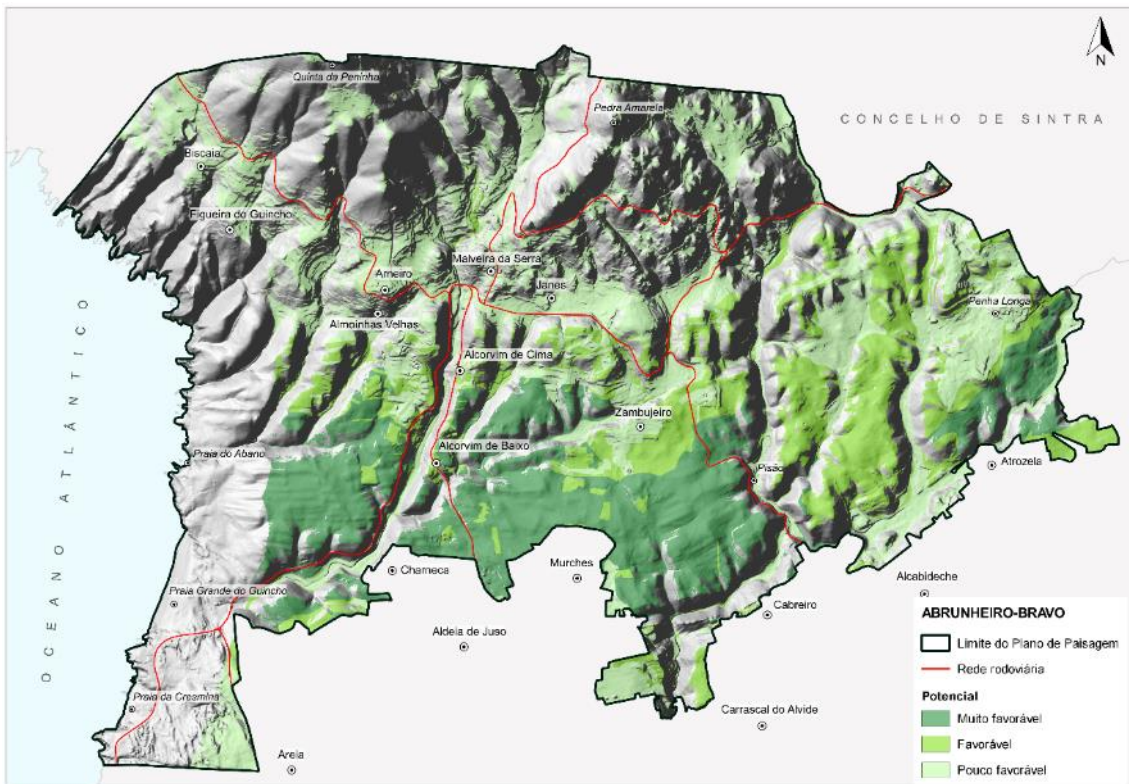 N
Quinta da Peninha
Pedra Amarela
CONCELHO DE SINTRA
Biscaia
Figueira do Guincho
Malveira da Serra
Arneiro
Janes
Penha Longa
Almoinhas Velhas
OCEANO ATLÂNTICO
Alcorvim de Cima
Zambujeiro
Alcorvim de Baixo
Praia do Abano
Atrozela
Pisão
Charneca
Murches
Alcabideche
Praia Grande do Guincho
Cabreiro
Aldeia de Juso
Praia da Cresmina
Carrascal do Alvide
Areia
ABRUNHEIRO-BRAVO
Limite do Plano de Paisagem
Rede rodoviária
Potencial
Muito favorável
Favorável
Pouco favorável